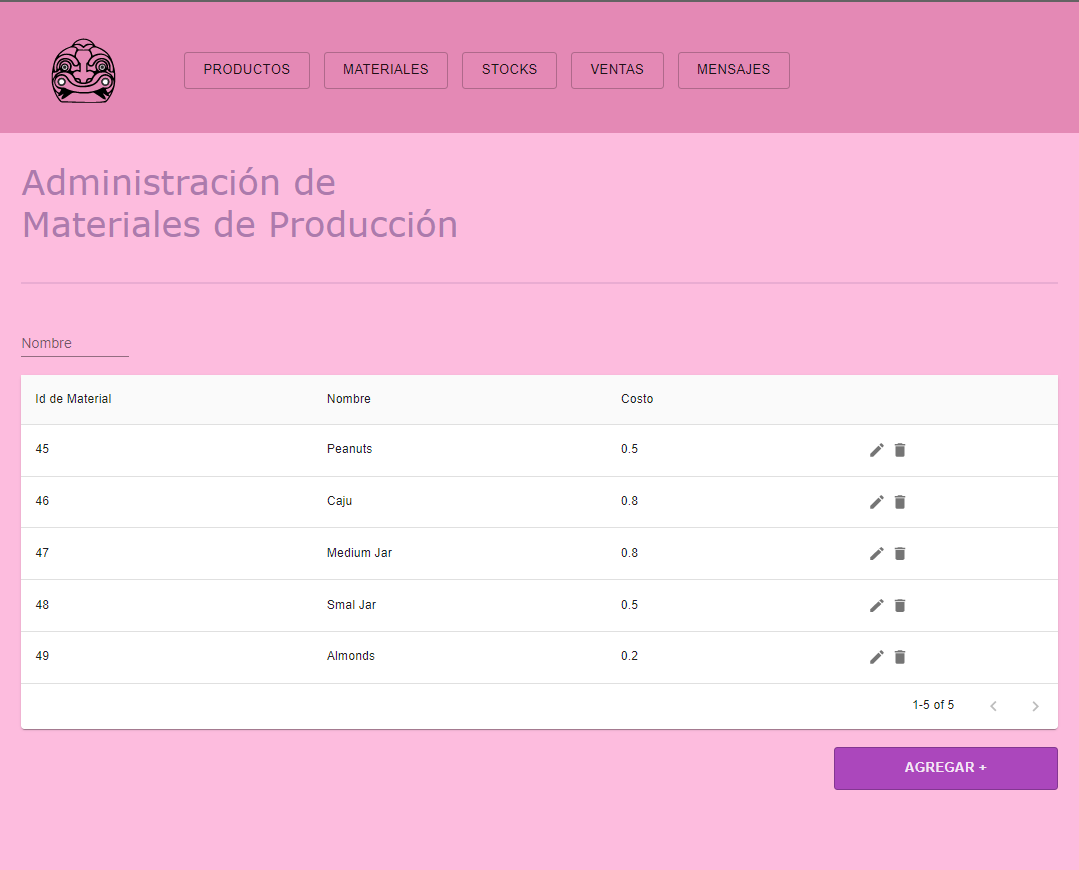 PRODUCTOS MATERIALES STOCKS VENTAS MENSAJES
Administración de
Materiales de Producción
Nombre
Id de Material Nombre Costo
45 Peanuts 0.5
46 Caju 0.8
47 Medium Jar 0.8
48 Smal Jar 0.5
49 Almonds 0.2
1-5 of 5
AGREGAR +